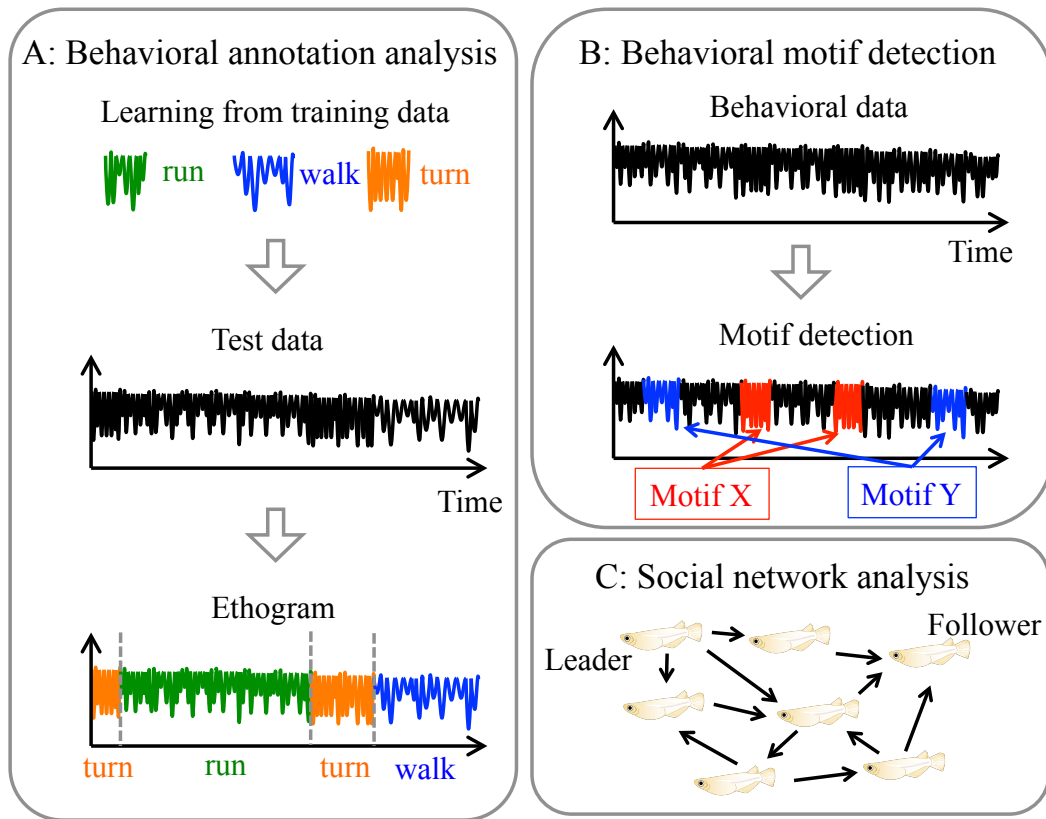 A: Behavioral annotation analysis
Learning from training data
run
walk
turn
Test data
Time
Ethogram
turn
run
turn
walk
B: Behavioral motif detection
Behavioral data
Time
Motif detection
Motif X
Motif Y
C: Social network analysis
Follower
Leader